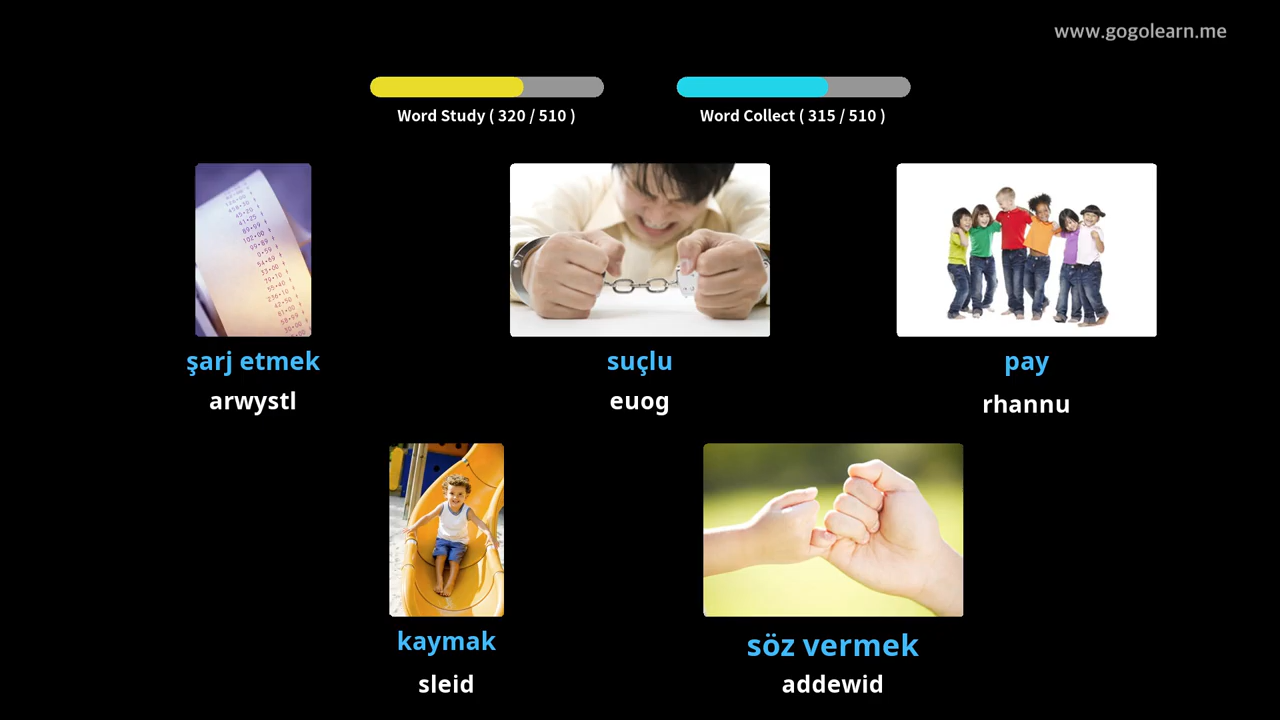 www.gogolearn.me
Word Study ( 320 / 510 )
Word Collect ( 315 / 510 )
şarj etmek
arwystl
suçlu
euog
pay
rhannu
kaymak
sleid
söz vermek
addewid